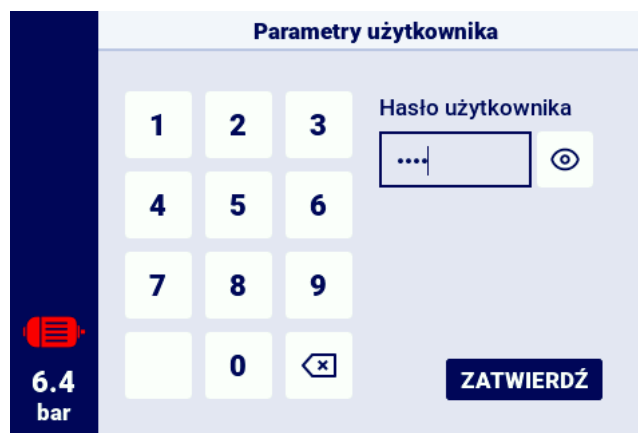 Parametry użytkownika
1 2 3
Hasło użytkownika
••••
4 5 6
7 8 9
0
ZATWIERDŹ
6.4
bar